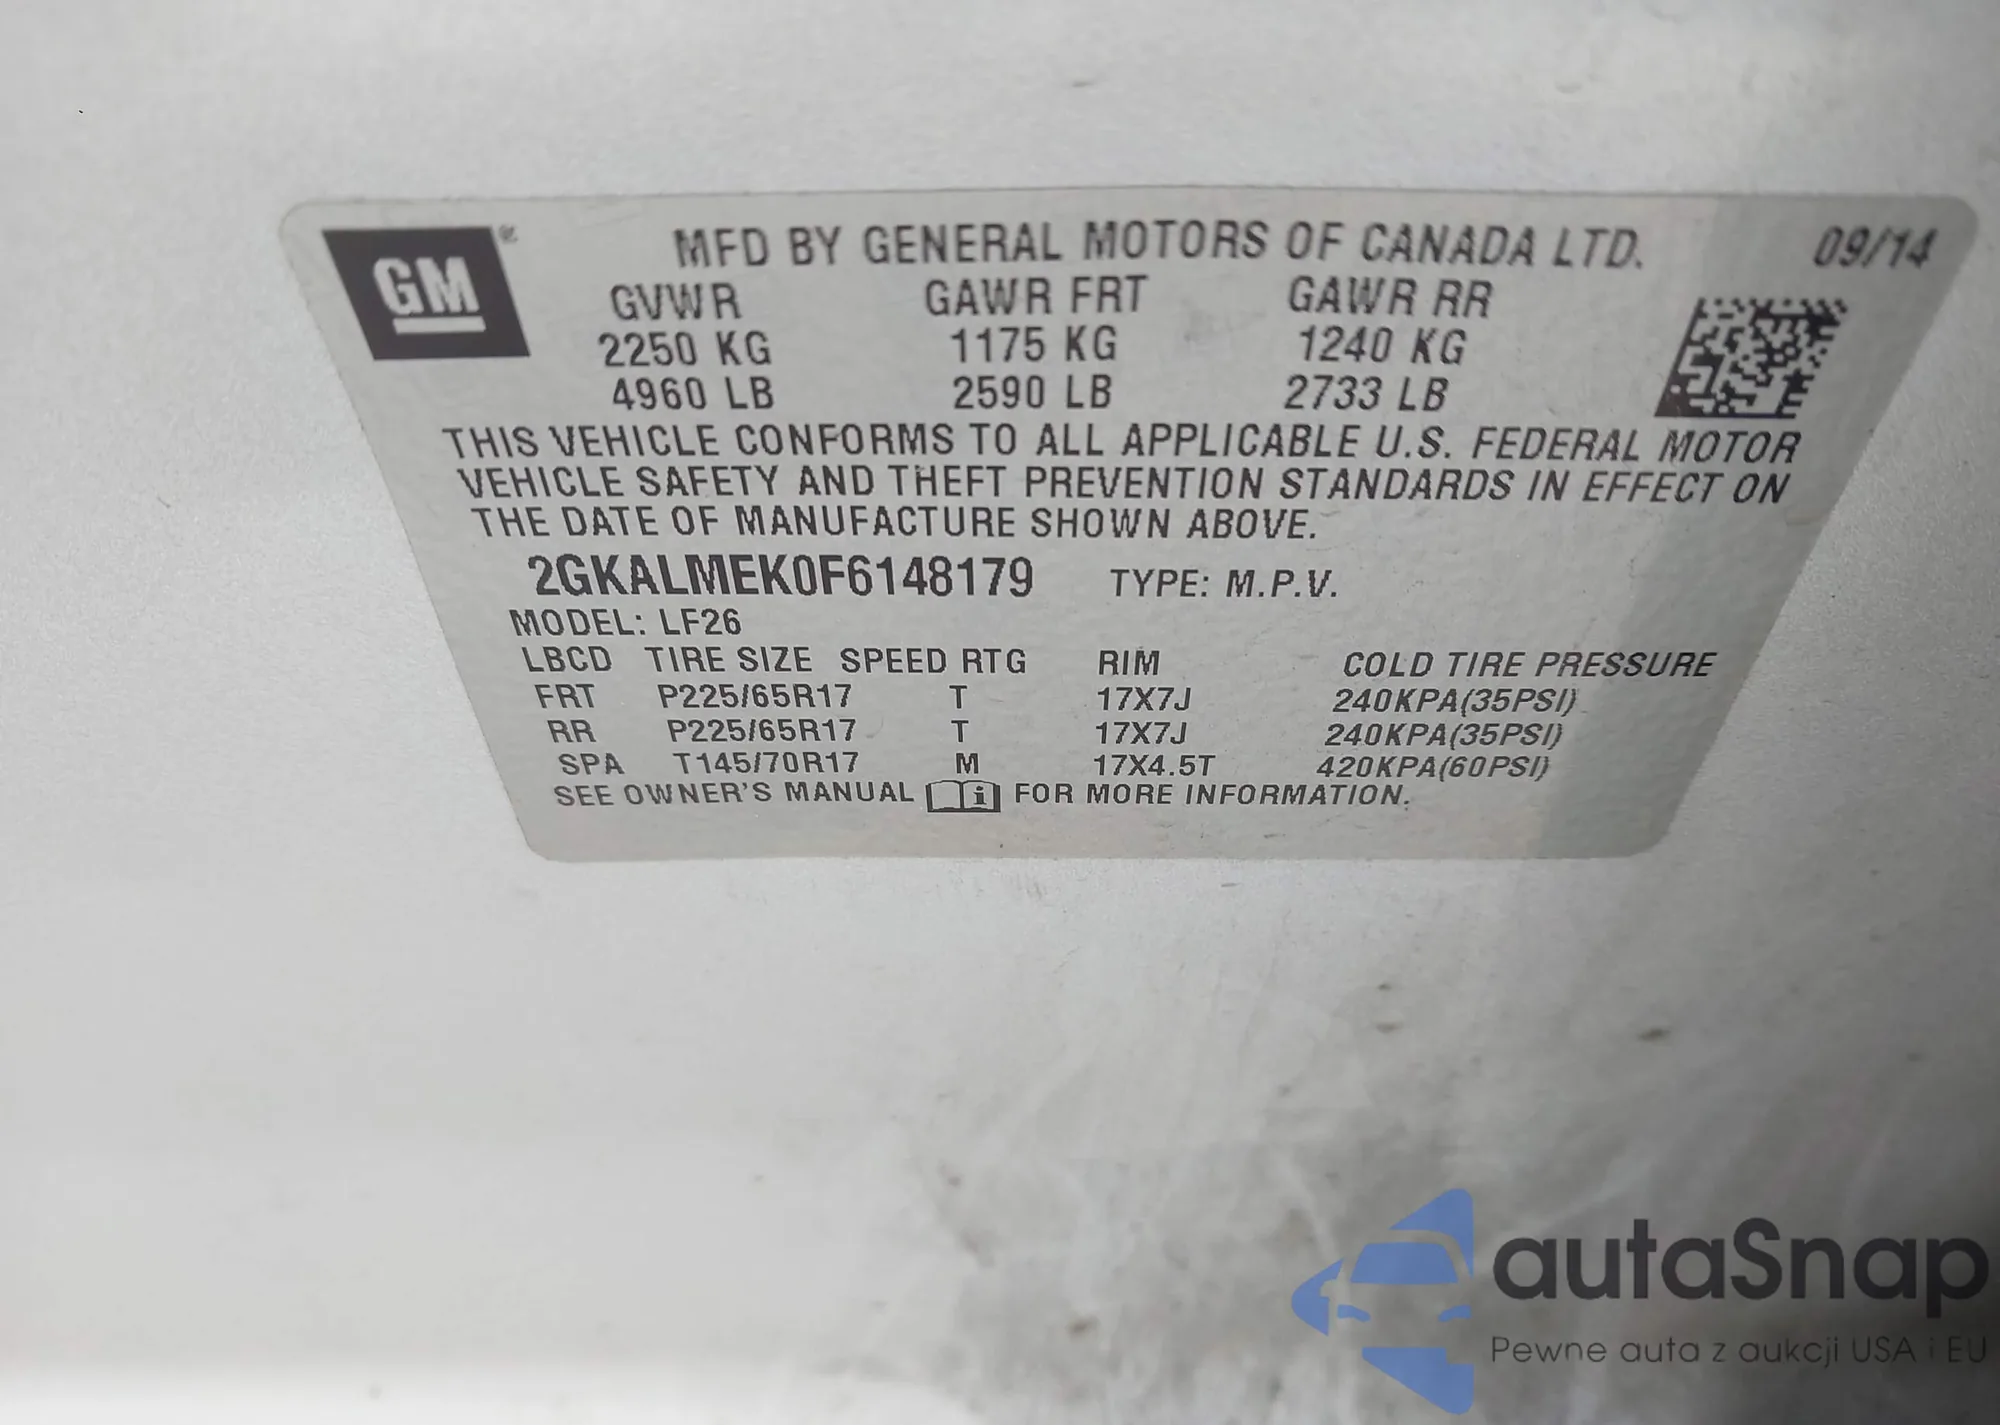 GM ®
MFD BY GENERAL MOTORS OF CANADA LTD. 09/14
GVWR GAWR FRT GAWR RR
2250 KG 1175 KG 1240 KG
4960 LB 2590 LB 2733 LB
THIS VEHICLE CONFORMS TO ALL APPLICABLE U.S. FEDERAL MOTOR
VEHICLE SAFETY AND THEFT PREVENTION STANDARDS IN EFFECT ON
THE DATE OF MANUFACTURE SHOWN ABOVE.
2GKALMEK0F6148179 TYPE: M.P.V.
MODEL: LF26
LBCD TIRE SIZE SPEED RTG RIM COLD TIRE PRESSURE
FRT P225/65R17 T 17X7J 240KPA(35PSI)
RR P225/65R17 T 17X7J 240KPA(35PSI)
SPA T145/70R17 M 17X4.5T 420KPA(60PSI)
SEE OWNER'S MANUAL i FOR MORE INFORMATION.
autaSnap
Pewne auta z aukcji USA i EU